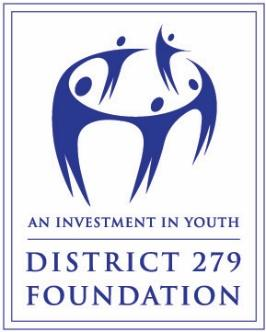 AN INVESTMENT IN YOUTH
DISTRICT 279
FOUNDATION